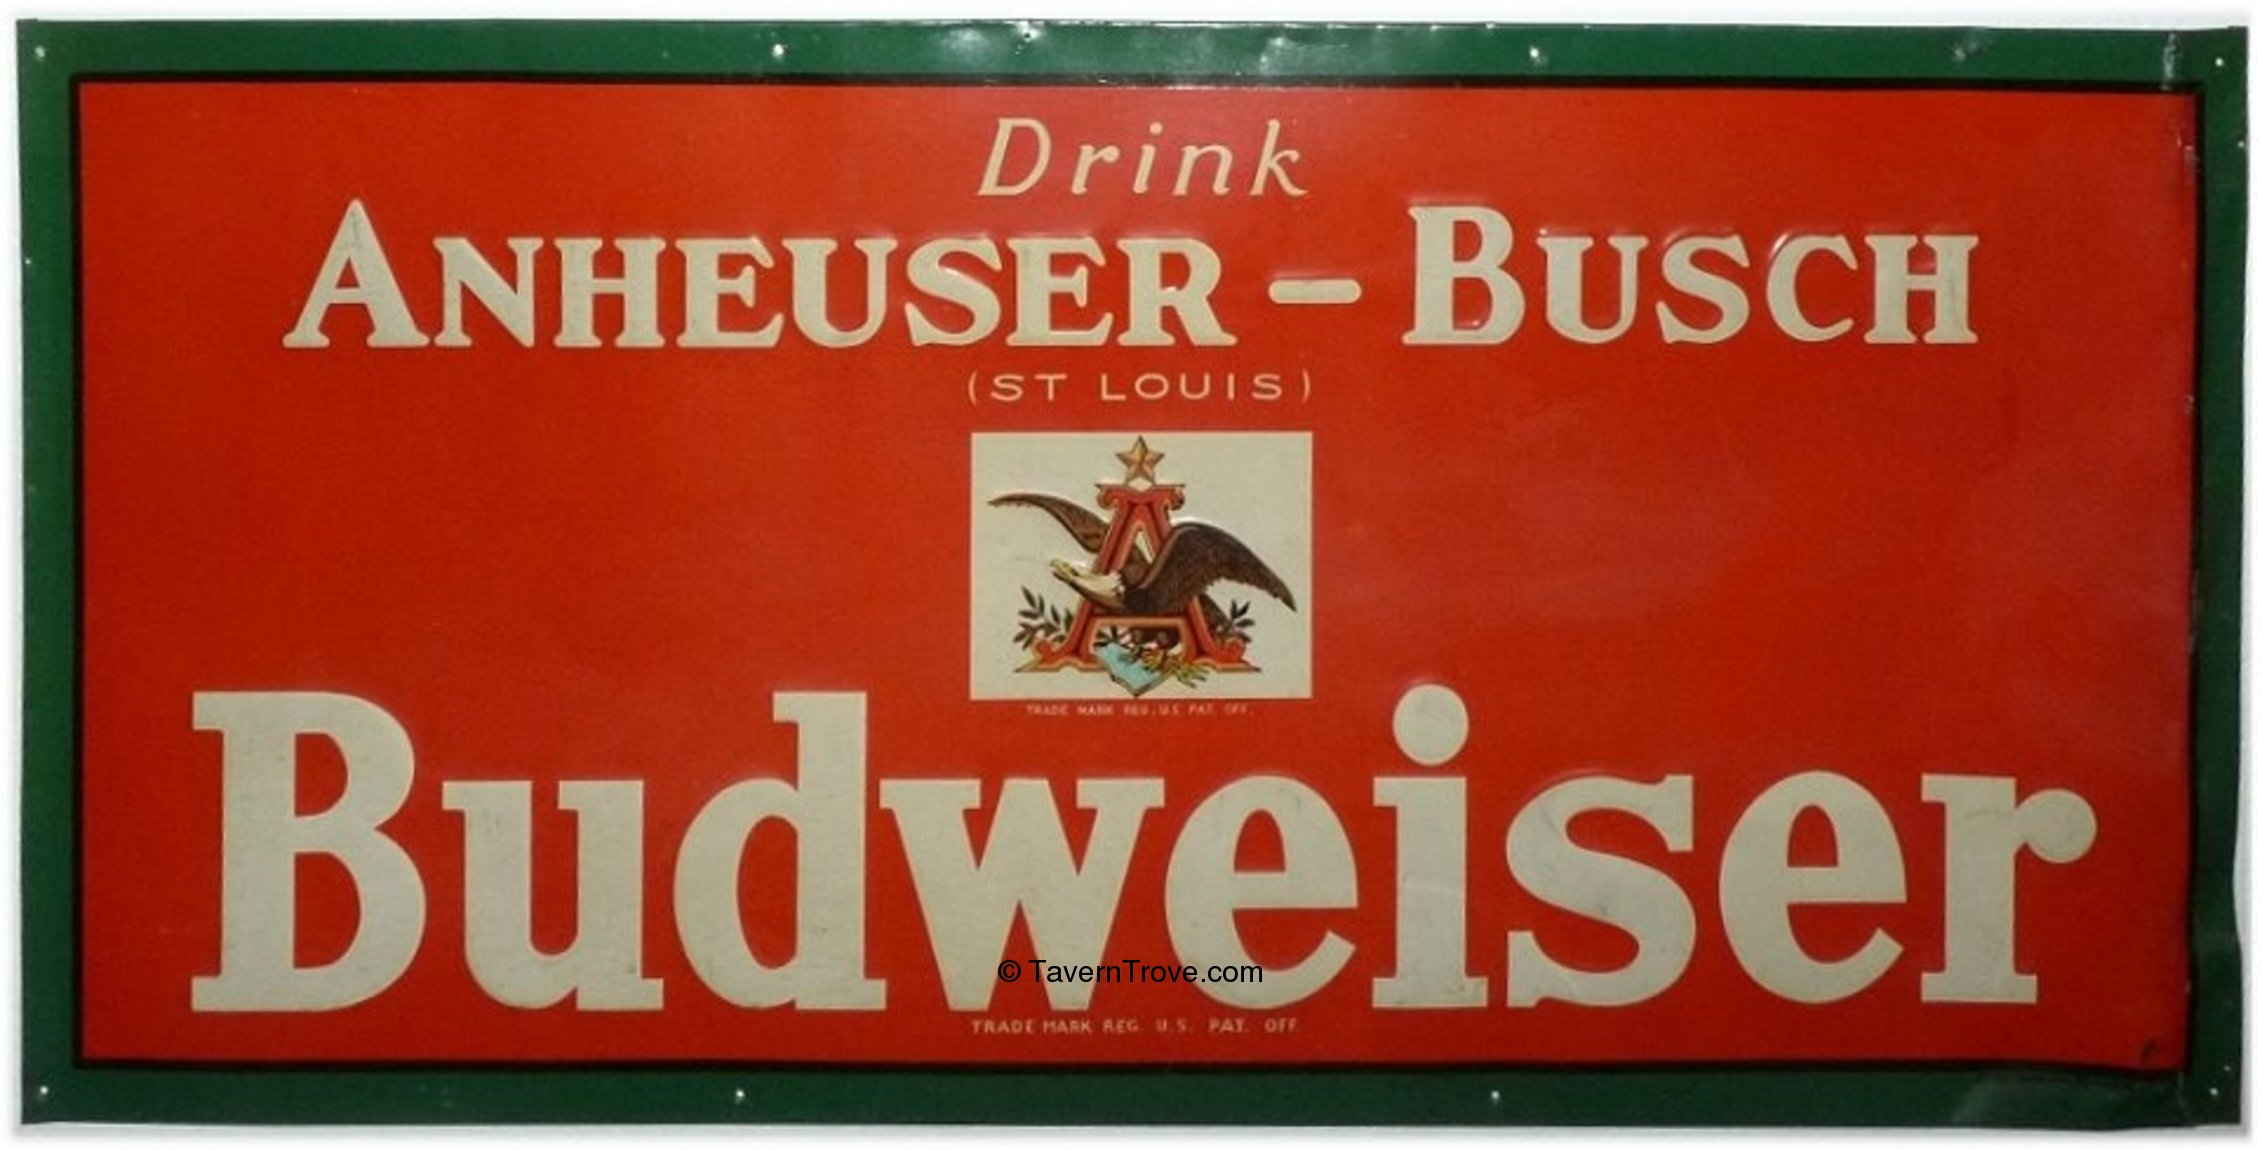 Drink
ANHEUSER-BUSCH
(ST LOUIS)
A
TRADE MARK REG. U.S. PAT. OFF.
Budweiser
© TavernTrove.com
TRADE MARK REG. U.S. PAT. OFF